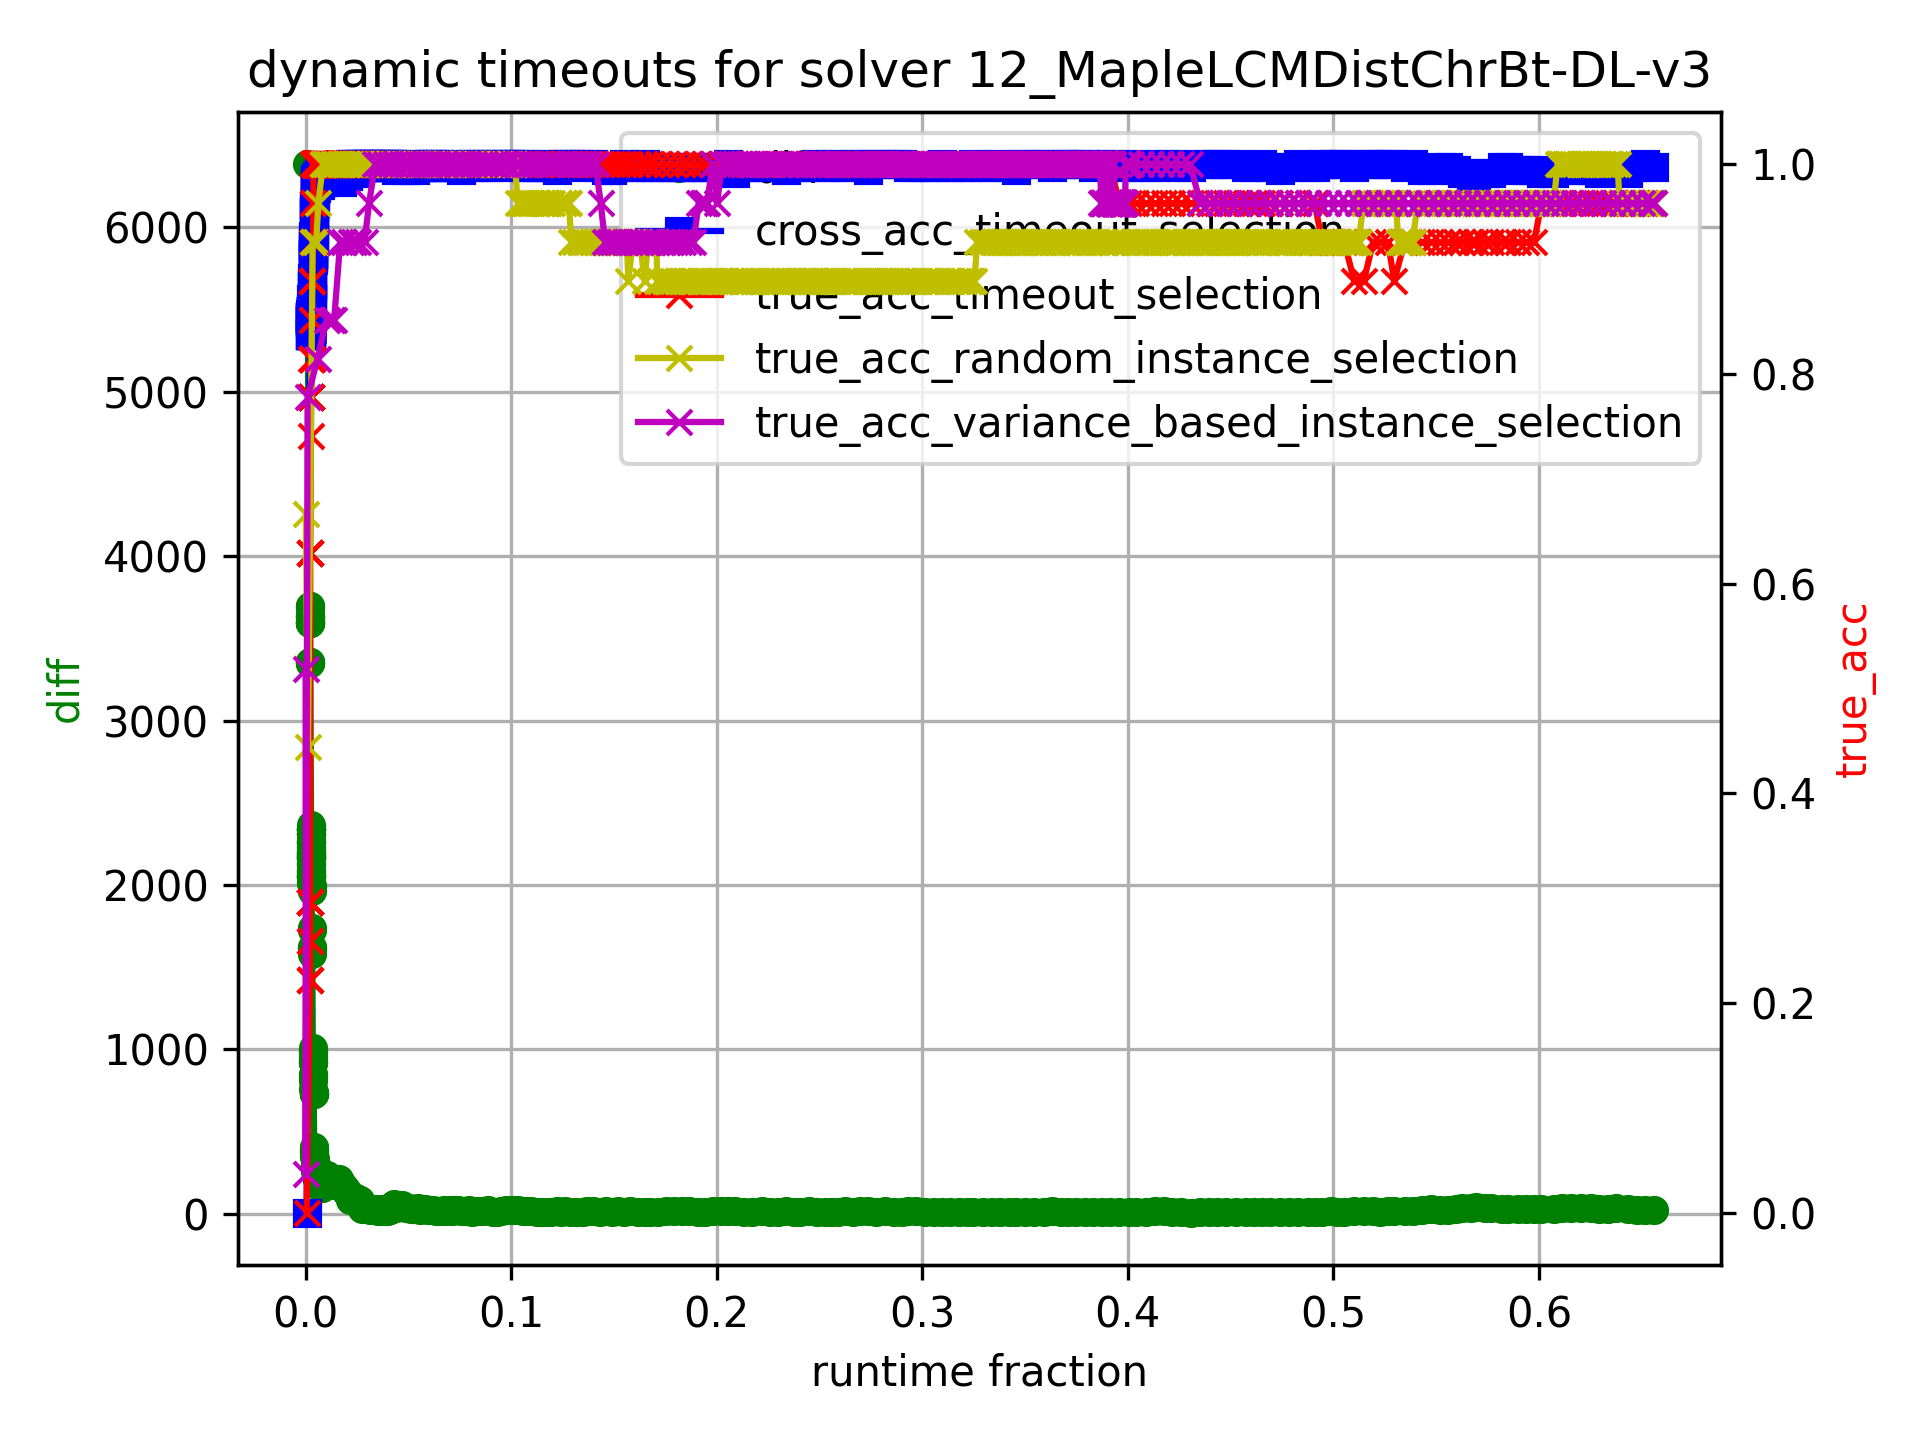 dynamic timeouts for solver 12_MapleLCMDistChrBt-DL-v3
cross_acc_timeout_selection
true_acc_timeout_selection
true_acc_random_instance_selection
true_acc_variance_based_instance_selection
6000
5000
4000
3000
2000
1000
0
diff
1.0
0.8
0.6
0.4
0.2
0.0
true_acc
0.0 0.1 0.2 0.3 0.4 0.5 0.6
runtime fraction